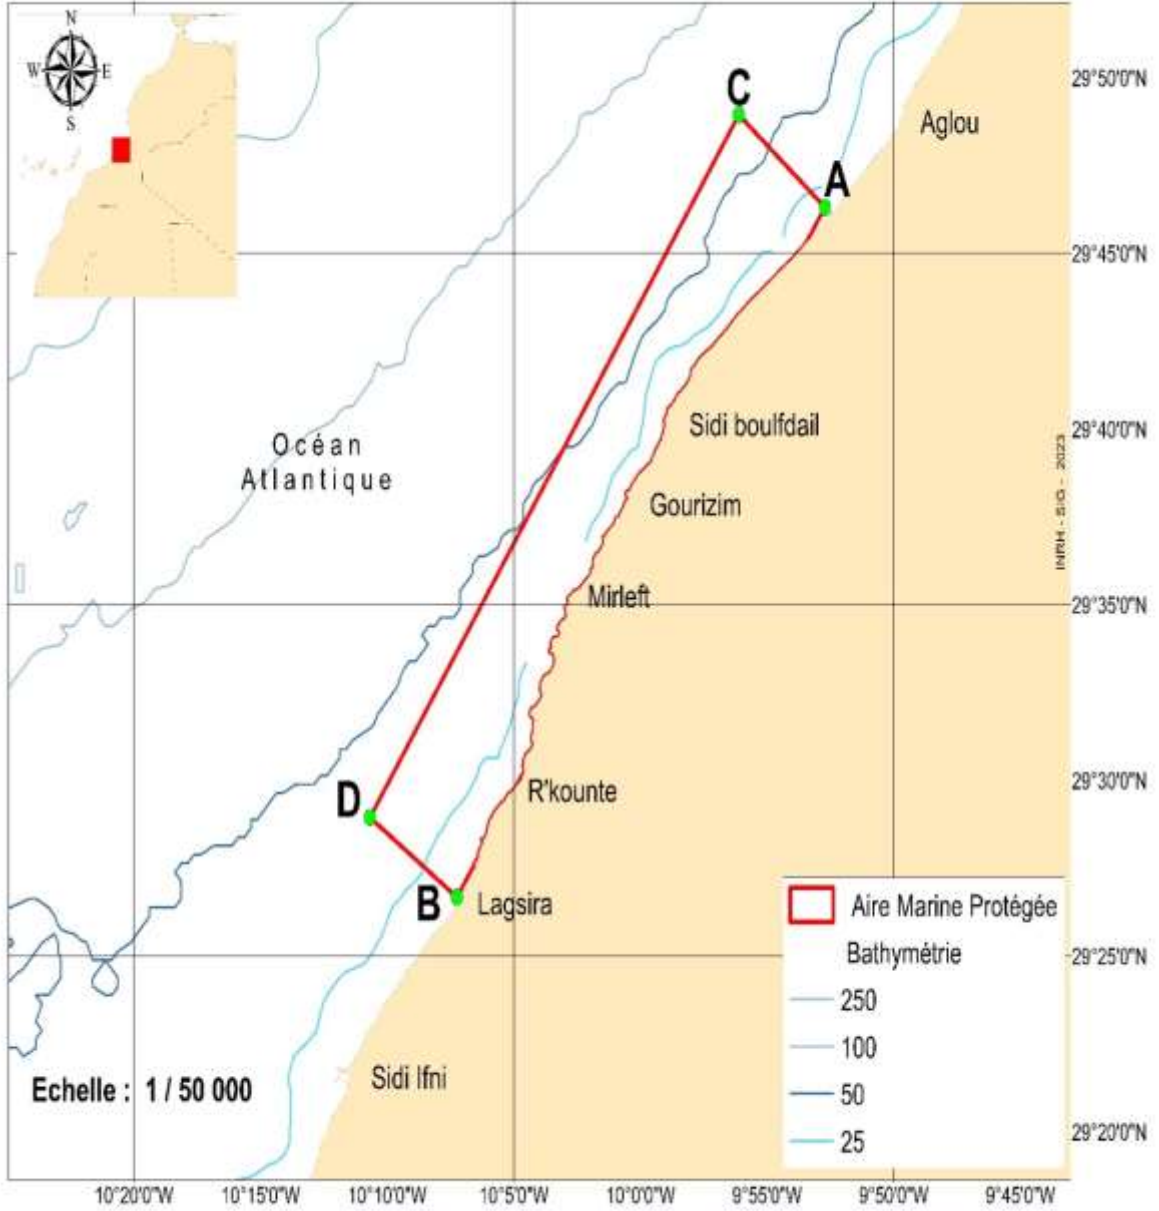 N
W E
S
C
29°50'0"N
Aglou
A
29°45'0"N
Sidi boulfdail
29°40'0"N
Océan
Atlantique
INRH - SIG - 2023
Gourizim
Mirleft
29°35'0"N
D
R'kounte
29°30'0"N
B
Lagsira
Aire Marine Protégée
Bathymétrie
29°25'0"N
250
100
50
25
Sidi Ifni
Echelle : 1 / 50 000
29°20'0"N
10°20'0"W 10°15'0"W 10°10'0"W 10°5'0"W 10°0'0"W 9°55'0"W 9°50'0"W 9°45'0"W